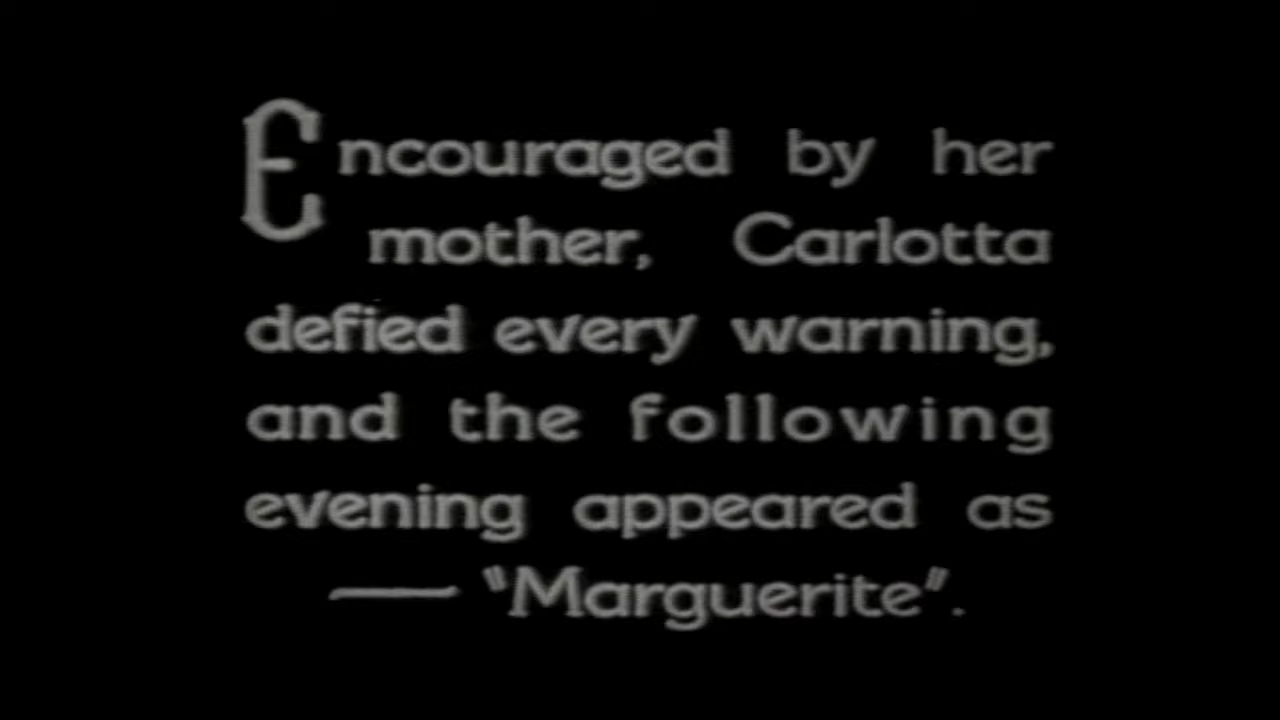 Encouraged by her
mother, Carlotta
defied every warning,
and the following
evening appeared as
— "Marguerite".